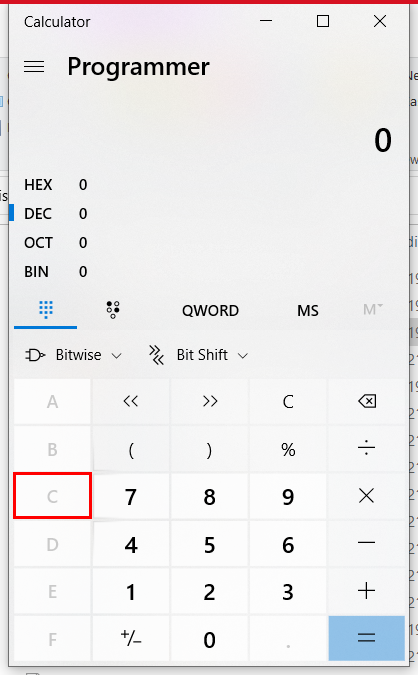 Calculator
Programmer
0
HEX 0
DEC 0
OCT 0
BIN 0
QWORD MS M
Bitwise Bit Shift
A << >> C
B ( ) % ÷
C 7 8 9 ×
D 4 5 6 −
E 1 2 3 +
F +/− 0 . =